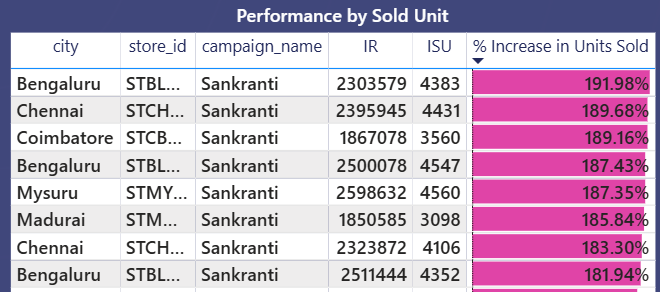 Performance by Sold Unit
city store_id campaign_name IR ISU % Increase in Units Sold
Bengaluru STBL... Sankranti 2303579 4383 191.98%
Chennai STCH... Sankranti 2395945 4431 189.68%
Coimbatore STCB... Sankranti 1867078 3560 189.16%
Bengaluru STBL... Sankranti 2500078 4547 187.43%
Mysuru STMY... Sankranti 2598632 4560 187.35%
Madurai STM... Sankranti 1850585 3098 185.84%
Chennai STCH... Sankranti 2323872 4106 183.30%
Bengaluru STBL... Sankranti 2511444 4352 181.94%